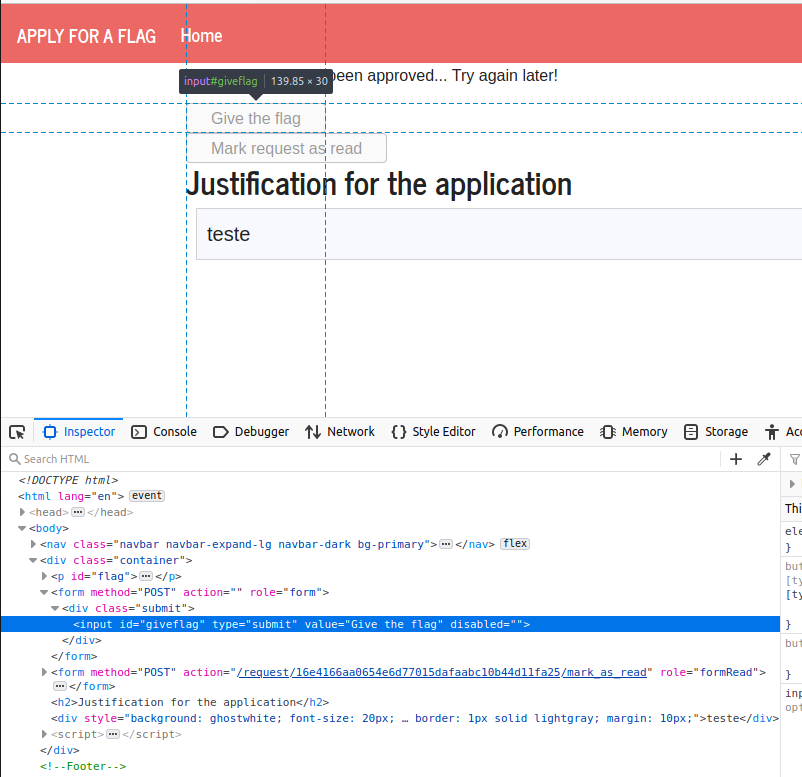 APPLY FOR A FLAG Home
been approved... Try again later!
input#giveflag 139.85 × 30
Give the flag
Mark request as read
Justification for the application
teste
Inspector Console Debugger Network Style Editor Performance Memory Storage Acc
Search HTML
<!DOCTYPE html>
<html lang="en"> event
<head> ··· </head>
<body>
<nav class="navbar navbar-expand-lg navbar-dark bg-primary"> ··· </nav> flex
<div class="container">
<p id="flag"> ··· </p>
<form method="POST" action="" role="form">
<div class="submit">
<input id="giveflag" type="submit" value="Give the flag" disabled="">
</div>
</form>
<form method="POST" action="/request/16e4166aa0654e6d77015dafaabc10b44d11fa25/mark_as_read" role="formRead">
··· </form>
<h2>Justification for the application</h2>
<div style="background: ghostwhite; font-size: 20px; … border: 1px solid lightgray; margin: 10px;">teste</div>
<script> ··· </script>
</div>
<!--Footer-->
Thi
ele
}
but
[ty
[ty
}
but
}
inp
opt